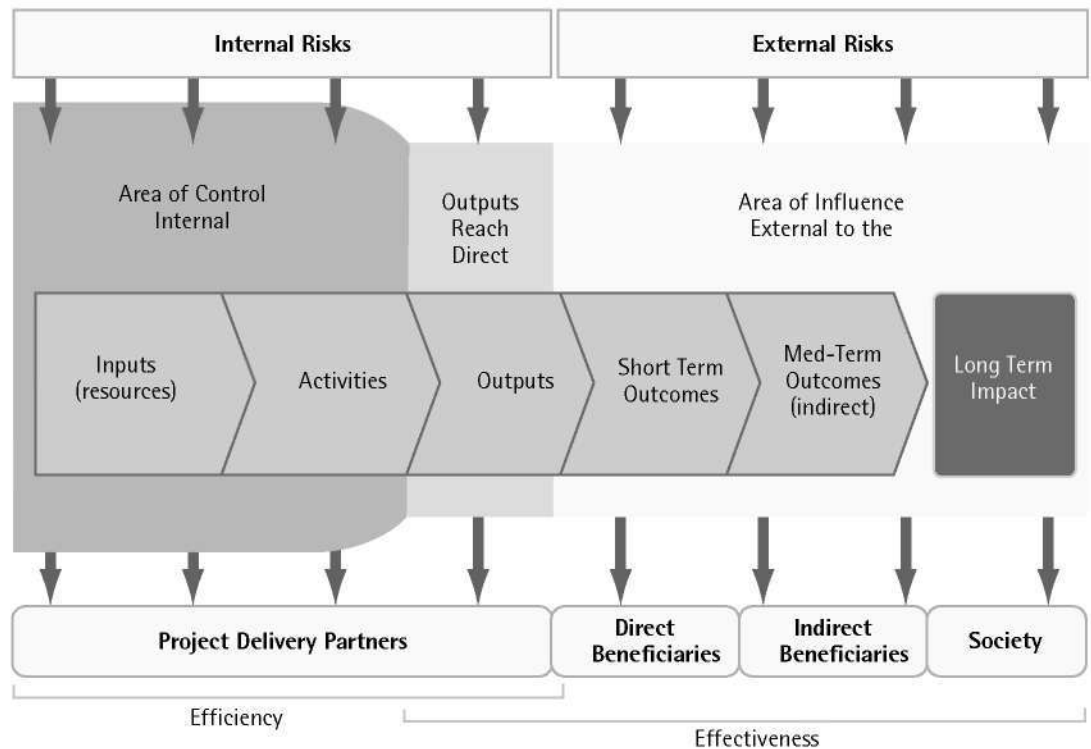 Internal Risks
External Risks
Area of Control
Internal
Outputs
Reach
Direct
Area of Influence
External to the
Inputs
(resources)
Activities
Outputs
Short Term
Outcomes
Med-Term
Outcomes
(indirect)
Long Term
Impact
Project Delivery Partners
Direct
Beneficiaries
Indirect
Beneficiaries
Society
Efficiency
Effectiveness